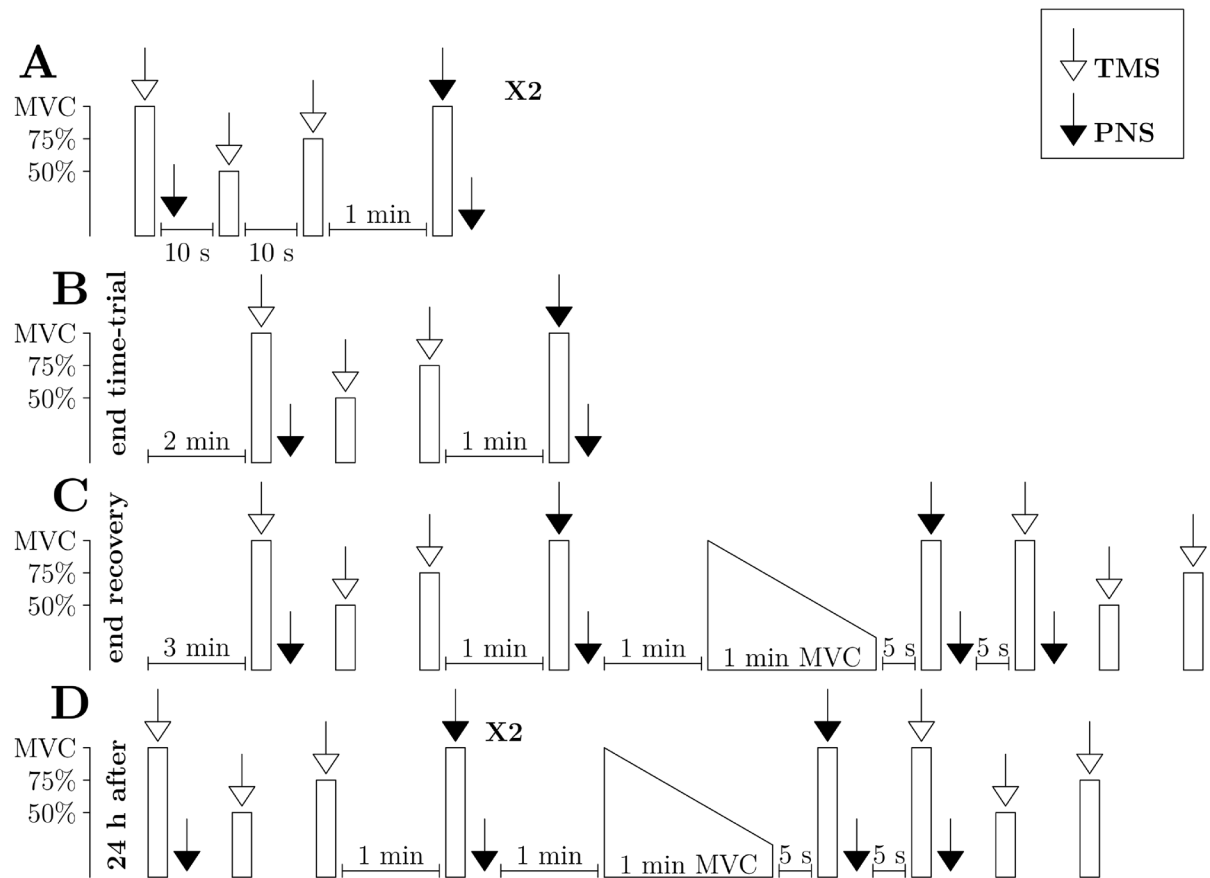 A
X2
TMS
PNS
MVC
75%
50%
1 min
10 s
10 s
B
end time-trial
MVC
75%
50%
2 min
1 min
C
end recovery
MVC
75%
50%
3 min
1 min
1 min
1 min MVC
5 s
5 s
D
24 h after
X2
MVC
75%
50%
1 min
1 min
1 min MVC
5 s
5 s